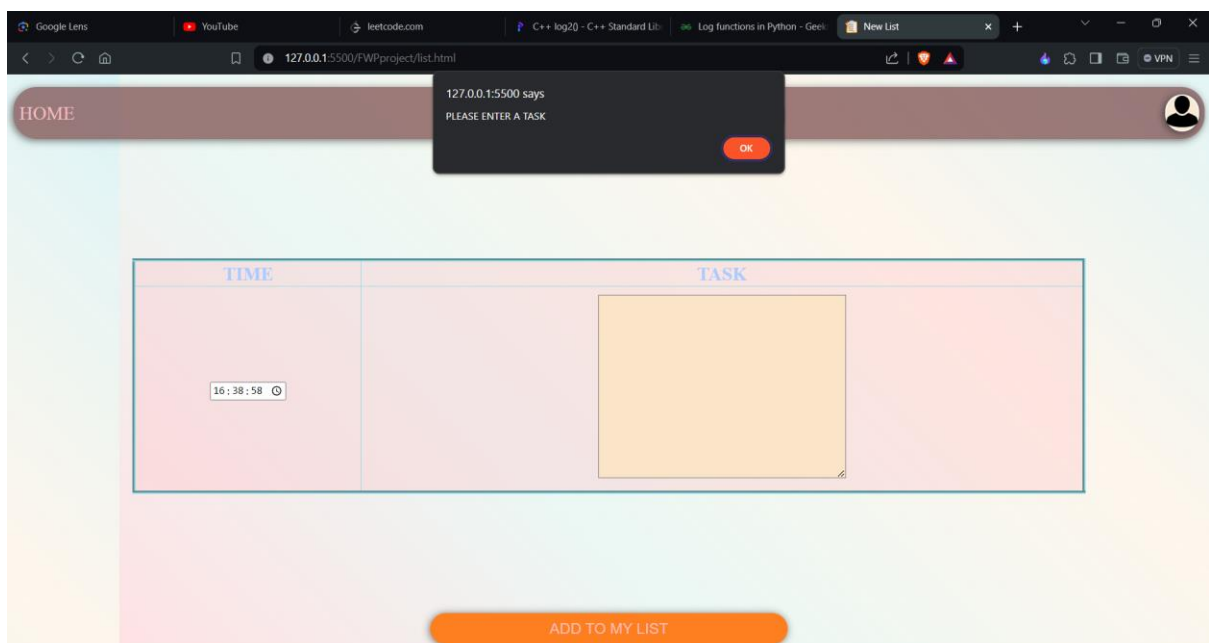 Google Lens
YouTube
leetcode.com
C++ log2() - C++ Standard Lib
Log functions in Python - Geek
New List
127.0.0.1:5500/FWPproject/list.html
VPN
127.0.0.1:5500 says
PLEASE ENTER A TASK
OK
HOME
TIME TASK
16:38:58
ADD TO MY LIST